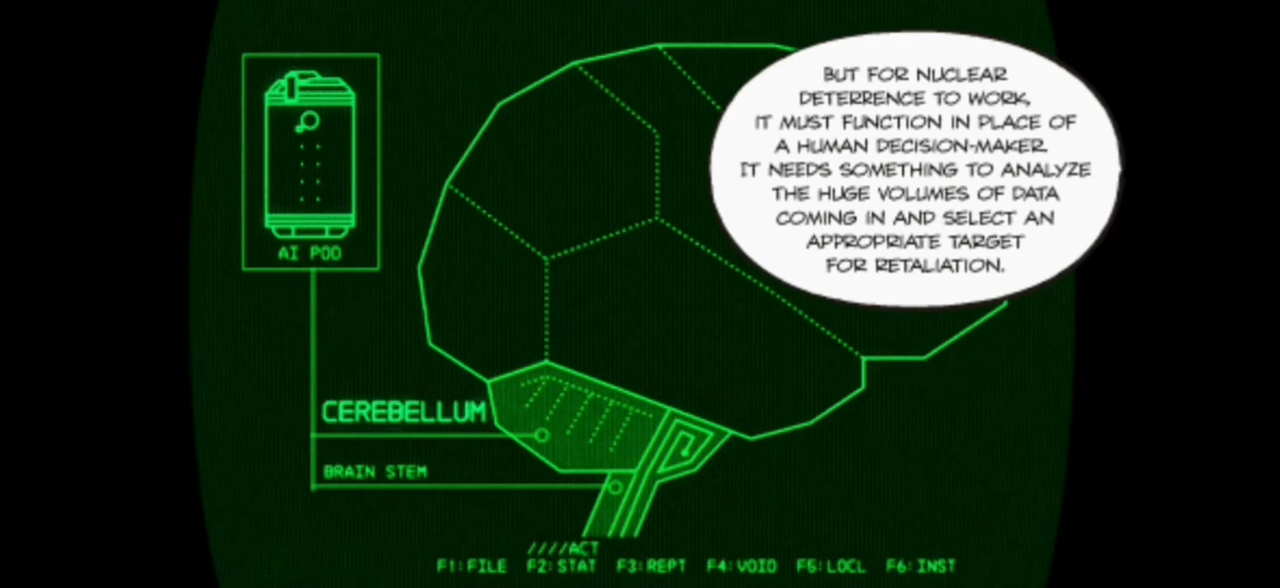 BUT FOR NUCLEAR
DETERRENCE TO WORK,
IT MUST FUNCTION IN PLACE OF
A HUMAN DECISION-MAKER.
IT NEEDS SOMETHING TO ANALYZE
THE HUGE VOLUMES OF DATA
COMING IN AND SELECT AN
APPROPRIATE TARGET
FOR RETALIATION.
AI POD
CEREBELLUM
BRAIN STEM
////ACT
F1:FILE F2:STAT F3:REPT F4:VOID F5:LOCL F6:INST